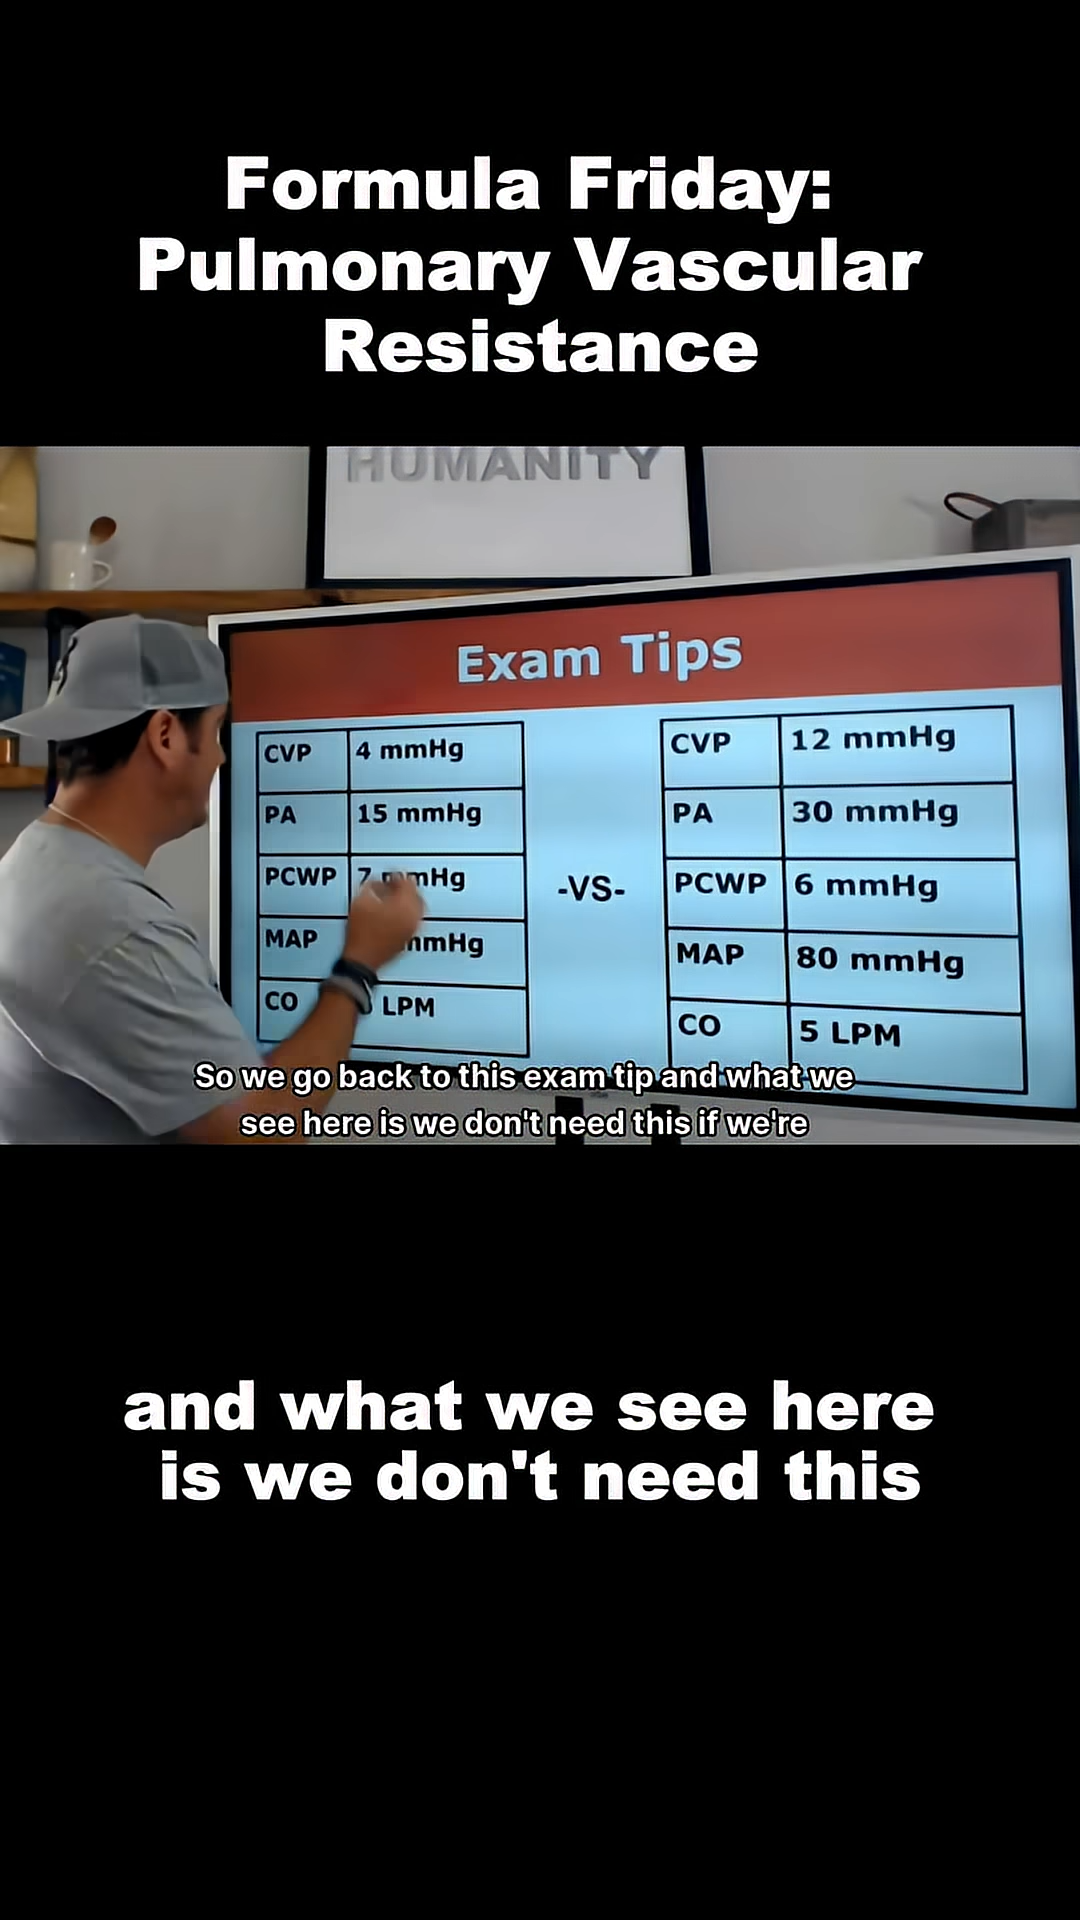 Formula Friday:
Pulmonary Vascular
Resistance
HUMANITY
Exam Tips
CVP 4 mmHg
PA 15 mmHg
PCWP 7 mmHg
MAP mmHg
CO LPM
-VS-
CVP 12 mmHg
PA 30 mmHg
PCWP 6 mmHg
MAP 80 mmHg
CO 5 LPM
So we go back to this exam tip and what we
see here is we don't need this if we're
and what we see here
is we don't need this